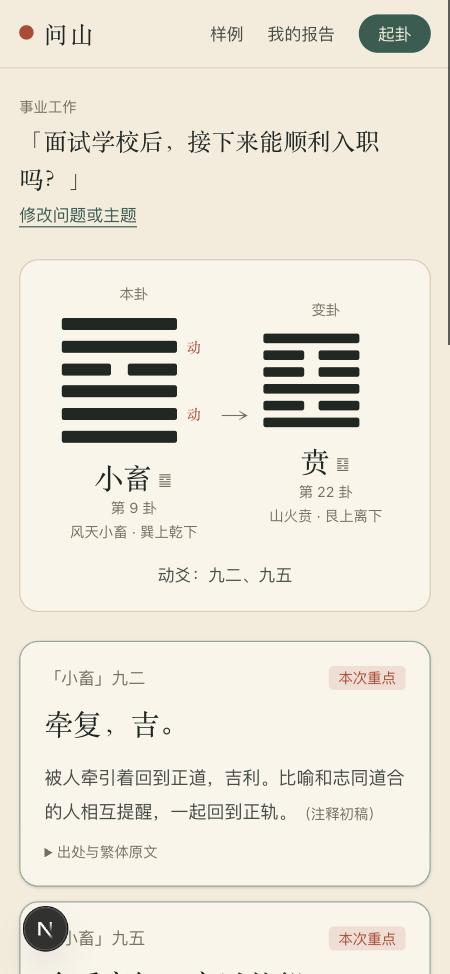 问山
样例
我的报告
起卦
事业工作
「面试学校后，接下来能顺利入职
吗？」
修改问题或主题
本卦
动
动
小畜 ䷈
第 9 卦
风天小畜 · 巽上乾下
→
变卦
贲 ䷕
第 22 卦
山火贲 · 艮上离下
动爻：九二、九五
「小畜」九二
本次重点
牵复，吉。
被人牵引着回到正道，吉利。比喻和志同道合
的人相互提醒，一起回到正轨。（注释初稿）
▶ 出处与繁体原文
N
小畜」九五
本次重点